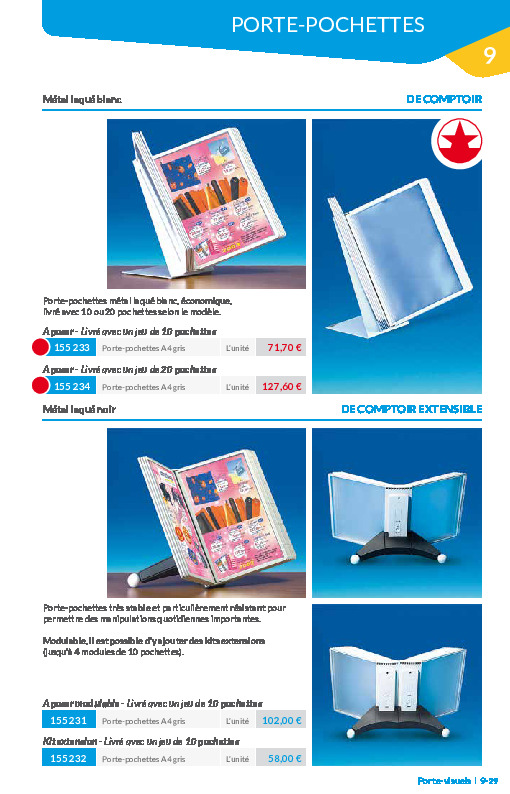 PORTE-POCHETTES
9
Métal laqué blanc
DE COMPTOIR
Porte-pochettes métal laqué blanc, économique,
livré avec 10 ou 20 pochettes selon le modèle.
A poser - Livré avec un jeu de 10 pochettes
155 233 Porte-pochettes A4 gris L'unité 71,70 €
A poser - Livré avec un jeu de 20 pochettes
155 234 Porte-pochettes A4 gris L'unité 127,60 €
Métal laqué noir
DE COMPTOIR EXTENSIBLE
Porte-pochettes très stable et particulièrement résistant pour
permettre des manipulations quotidiennes importantes.
Modulable, il est possible d'y ajouter des kits extensions
(jusqu'à 4 modules de 10 pochettes).
A poser modulable - Livré avec un jeu de 10 pochettes
155 231 Porte-pochettes A4 gris L'unité 102,00 €
Kit extension - Livré avec un jeu de 10 pochettes
155 232 Porte-pochettes A4 gris L'unité 58,00 €
Porte-visuels | 9-29